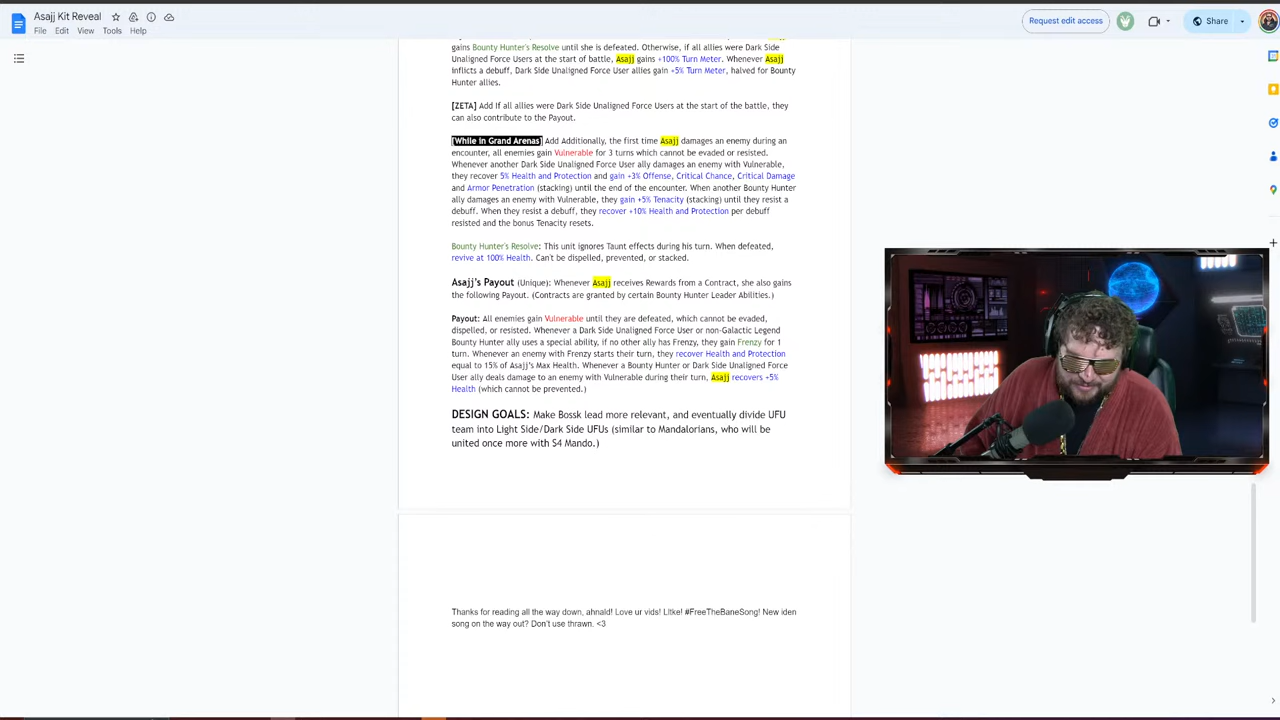 Asajj Kit Reveal
File Edit View Tools Help
Request edit access
Share
gains Bounty Hunter's Resolve until she is defeated. Otherwise, if all allies were Dark Side
Unaligned Force Users at the start of battle, Asajj gains +100% Turn Meter. Whenever Asajj
inflicts a debuff, Dark Side Unaligned Force User allies gain +5% Turn Meter, halved for Bounty
Hunter allies.
[ZETA] Add If all allies were Dark Side Unaligned Force Users at the start of the battle, they
can also contribute to the Payout.
[While in Grand Arenas] Add Additionally, the first time Asajj damages an enemy during an
encounter, all enemies gain Vulnerable for 3 turns which cannot be evaded or resisted.
Whenever another Dark Side Unaligned Force User ally damages an enemy with Vulnerable,
they recover 5% Health and Protection and gain +3% Offense, Critical Chance, Critical Damage
and Armor Penetration (stacking) until the end of the encounter. When another Bounty Hunter
ally damages an enemy with Vulnerable, they gain +5% Tenacity (stacking) until they resist a
debuff. When they resist a debuff, they recover +10% Health and Protection per debuff
resisted and the bonus Tenacity resets.
Bounty Hunter's Resolve: This unit ignores Taunt effects during his turn. When defeated,
revive at 100% Health. Can't be dispelled, prevented, or stacked.
Asajj's Payout (Unique): Whenever Asajj receives Rewards from a Contract, she also gains
the following Payout. (Contracts are granted by certain Bounty Hunter Leader Abilities.)
Payout: All enemies gain Vulnerable until they are defeated, which cannot be evaded,
dispelled, or resisted. Whenever a Dark Side Unaligned Force User or non-Galactic Legend
Bounty Hunter ally uses a special ability, if no other ally has Frenzy, they gain Frenzy for 1
turn. Whenever an enemy with Frenzy starts their turn, they recover Health and Protection
equal to 15% of Asajj's Max Health. Whenever a Bounty Hunter or Dark Side Unaligned Force
User ally deals damage to an enemy with Vulnerable during their turn, Asajj recovers +5%
Health (which cannot be prevented.)
DESIGN GOALS: Make Bossk lead more relevant, and eventually divide UFU
team into Light Side/Dark Side UFUs (similar to Mandalorians, who will be
united once more with S4 Mando.)
Thanks for reading all the way down, ahnald! Love ur vids! LItke! #FreeTheBaneSong! New iden
song on the way out? Don't use thrawn. <3